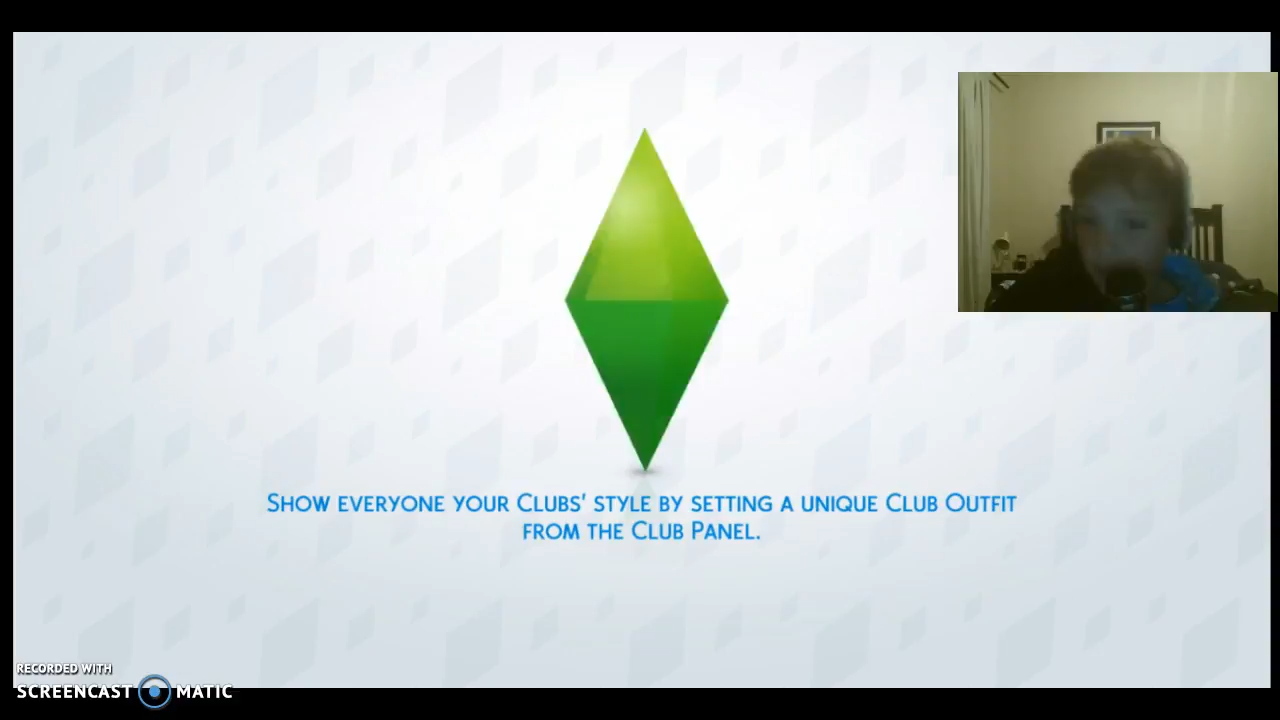 Show everyone your Clubs' style by setting a unique Club Outfit
from the Club Panel.
RECORDED WITH
SCREENCAST MATIC